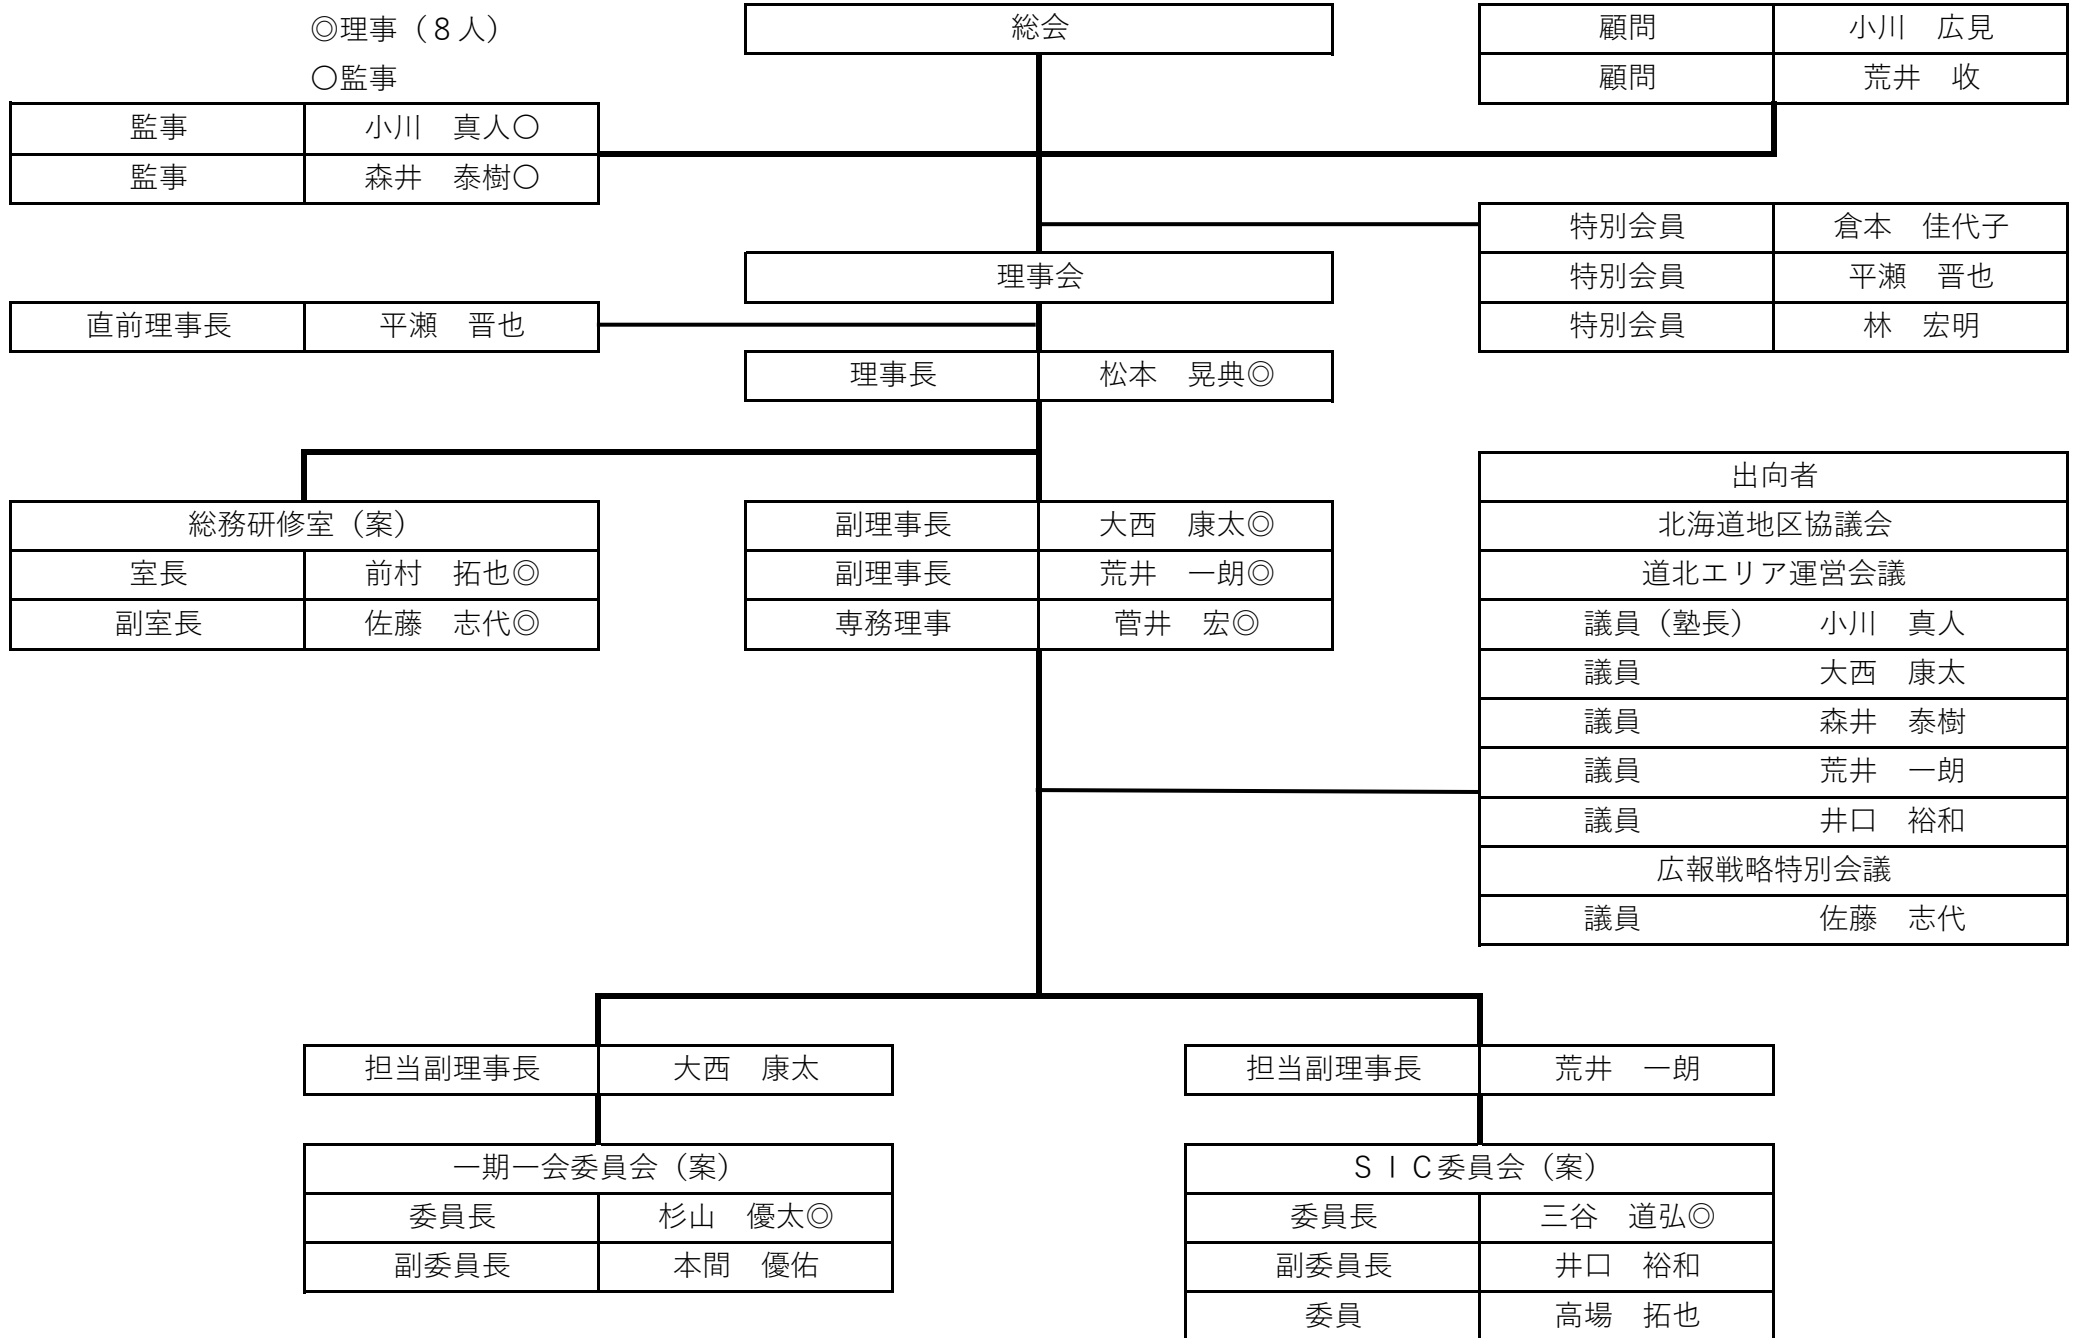 ◎理事（８人）
〇監事
総会
顧問 小川　広見
顧問 荒井　收
監事 小川　真人〇
監事 森井　泰樹〇
特別会員 倉本　佳代子
特別会員 平瀬　晋也
特別会員 林　宏明
理事会
直前理事長 平瀬　晋也
理事長 松本　晃典◎
総務研修室（案）
室長 前村　拓也◎
副室長 佐藤　志代◎
副理事長 大西　康太◎
副理事長 荒井　一朗◎
専務理事 菅井　宏◎
出向者
北海道地区協議会
道北エリア運営会議
議員（塾長） 小川　真人
議員 大西　康太
議員 森井　泰樹
議員 荒井　一朗
議員 井口　裕和
広報戦略特別会議
議員 佐藤　志代
担当副理事長 大西　康太
一期一会委員会（案）
委員長 杉山　優太◎
副委員長 本間　優佑
担当副理事長 荒井　一朗
ＳＩＣ委員会（案）
委員長 三谷　道弘◎
副委員長 井口　裕和
委員 高場　拓也